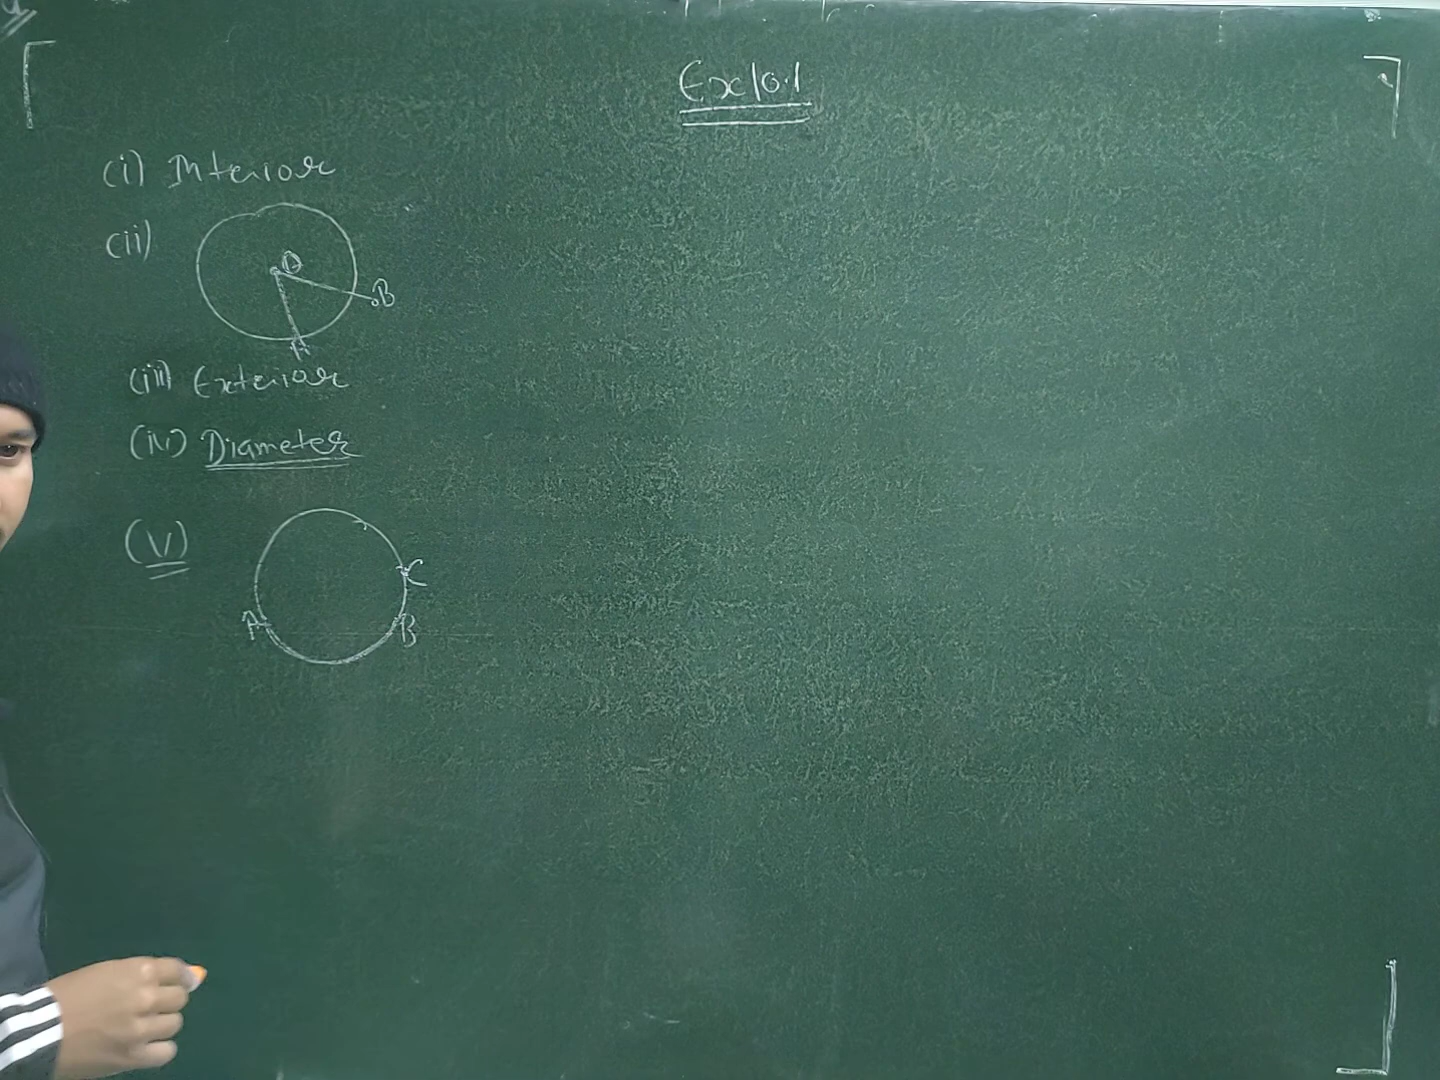 Ex 10.1
(i) Interior
(ii)
O
B
A
(iii) Exterior
(iv) Diameter
(V)
C
A
B